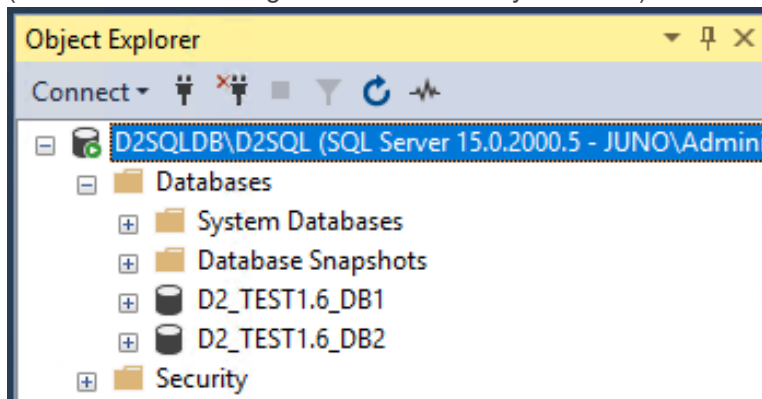 Object Explorer
Connect
D2SQLDB\D2SQL (SQL Server 15.0.2000.5 - JUNO\Admini
Databases
System Databases
Database Snapshots
D2_TEST1.6_DB1
D2_TEST1.6_DB2
Security